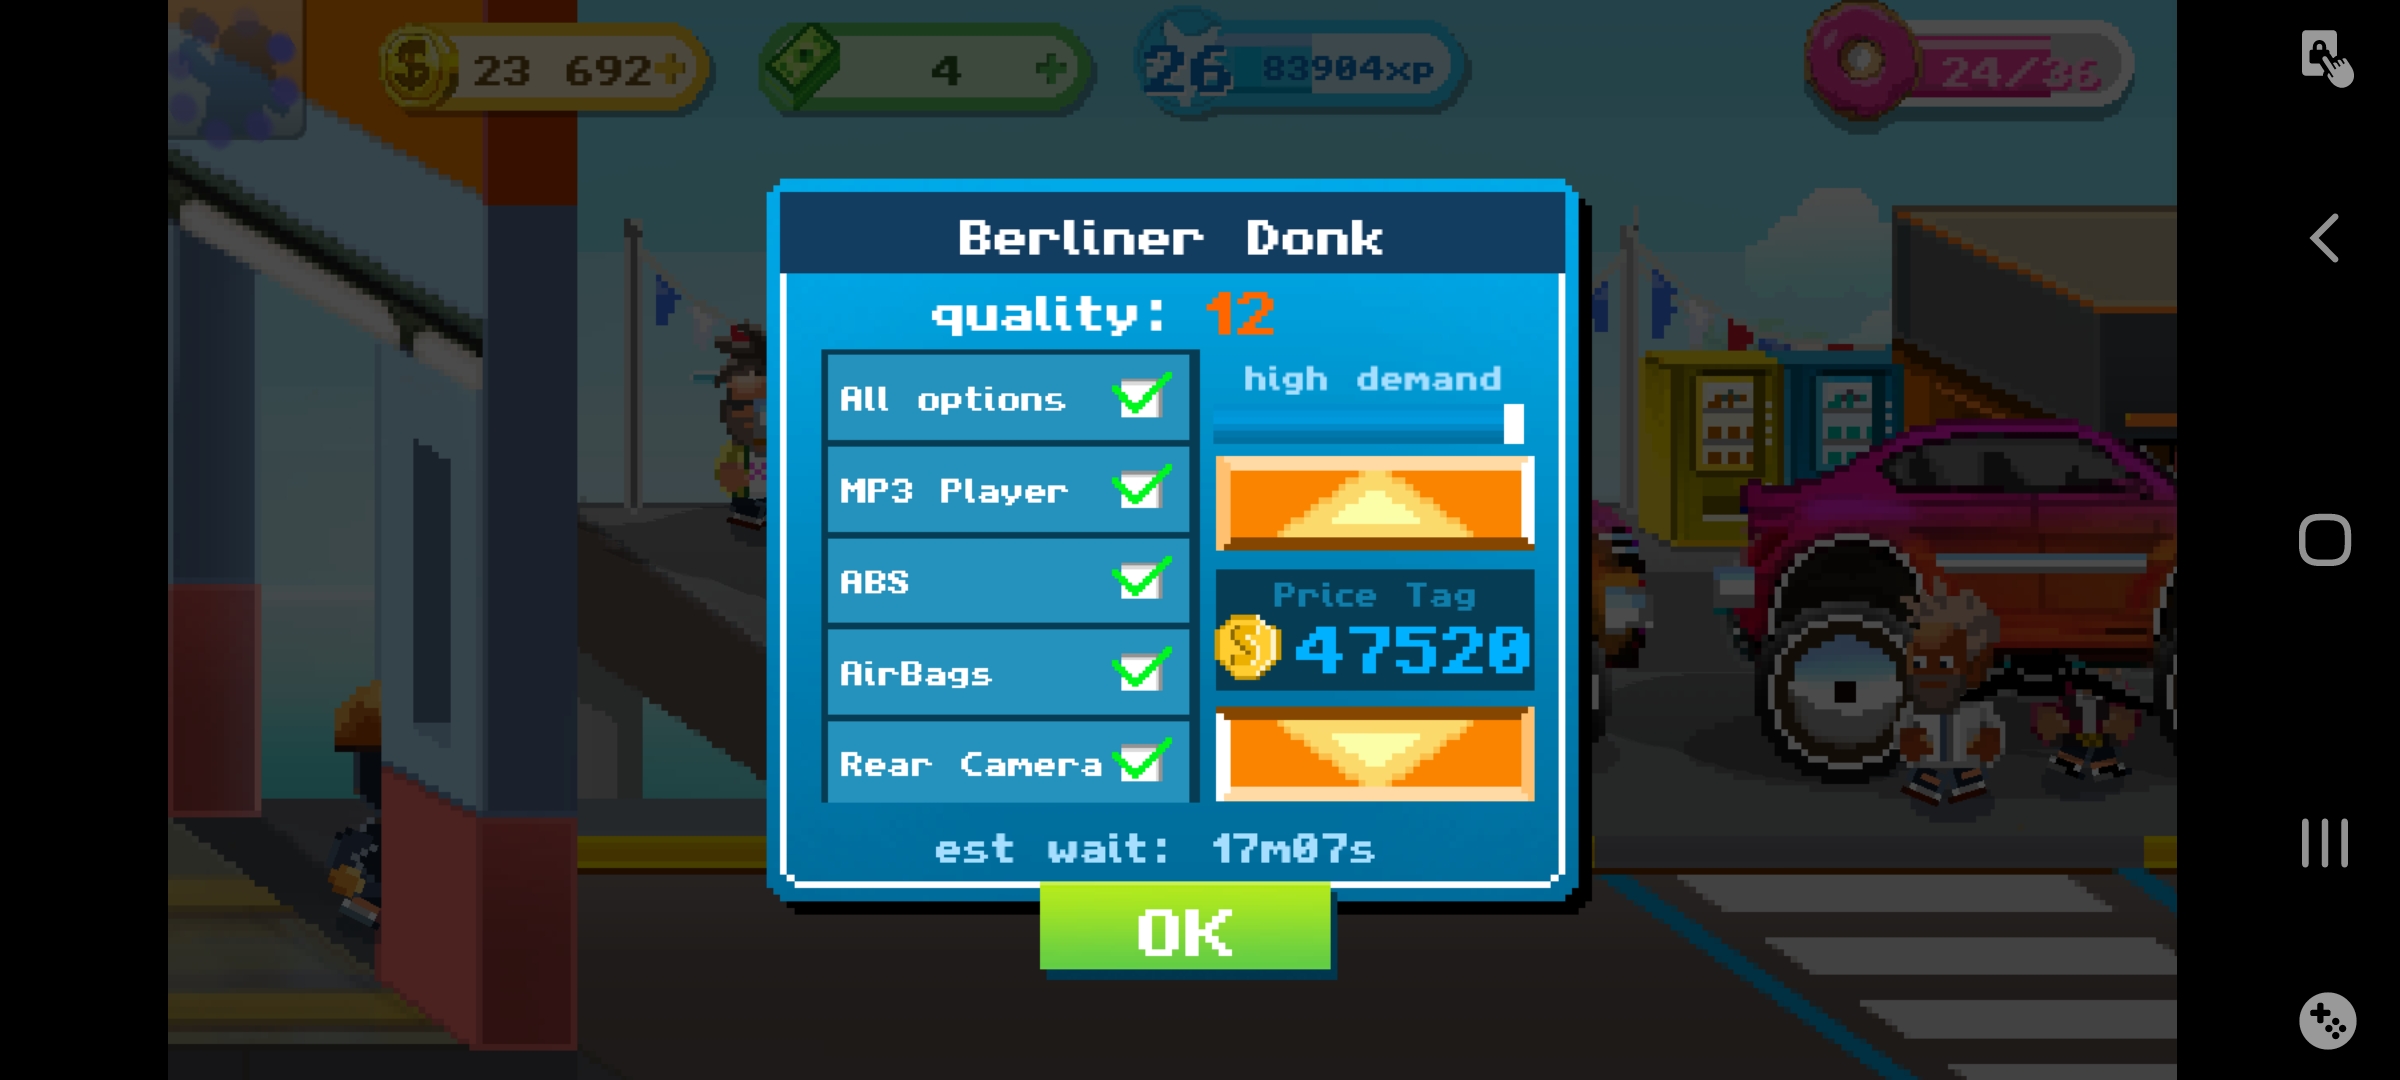 23 692
4
26 83904xp
24/36
Berliner Donk
quality: 12
All options
MP3 Player
ABS
AirBags
Rear Camera
high demand
Price Tag
47520
est wait: 17m07s
OK